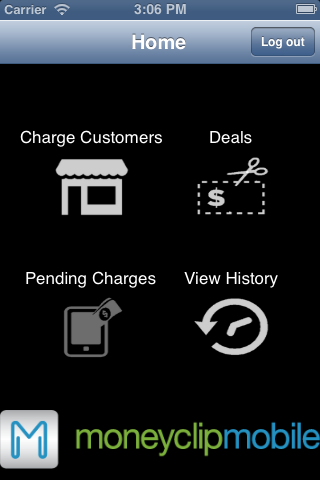 Carrier 3:06 PM
Home Log out
Charge Customers Deals
$
Pending Charges View History
$
M moneyclipmobile